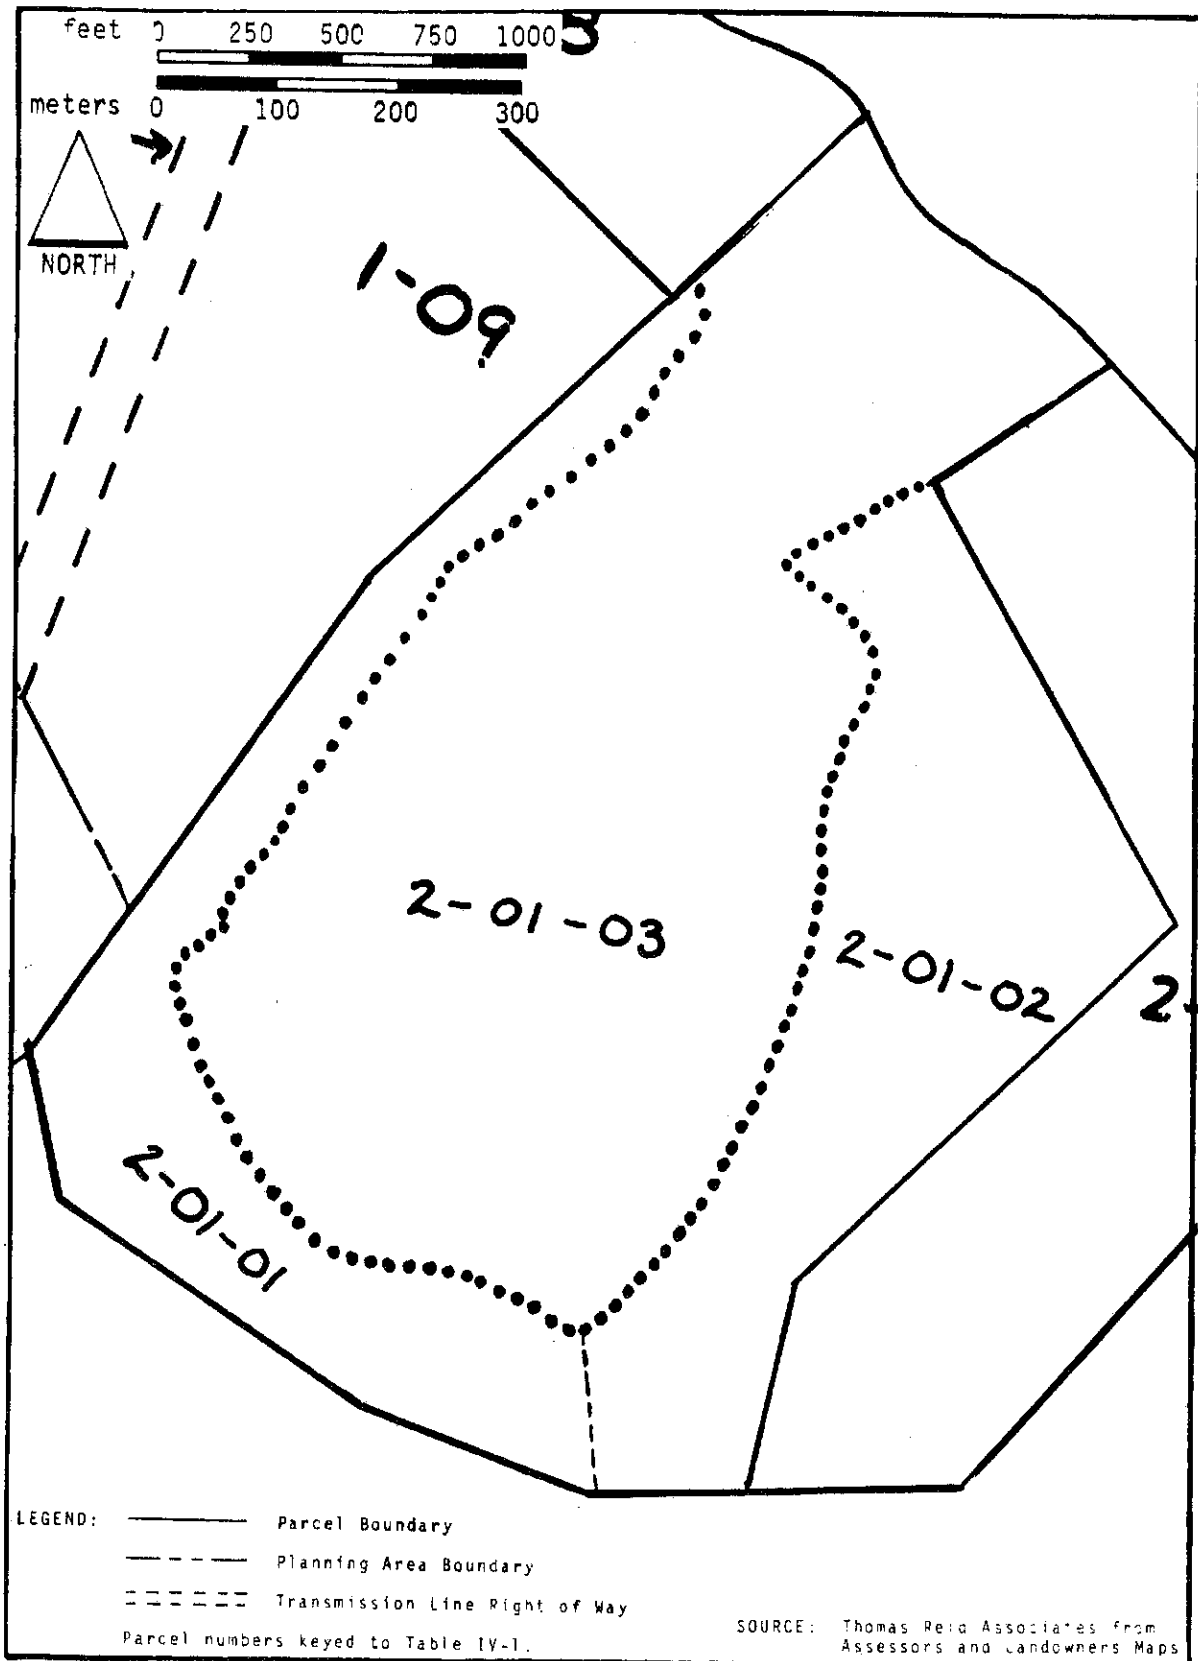 feet 0 250 500 750 1000
meters 0 100 200 300
NORTH
1-09
2-01-03
2-01-02
2-
2-01-01
LEGEND:
Parcel Boundary
Planning Area Boundary
Transmission Line Right of Way
Parcel numbers keyed to Table IV-1.
SOURCE: Thomas Reid Associates from
Assessors and Landowners Maps